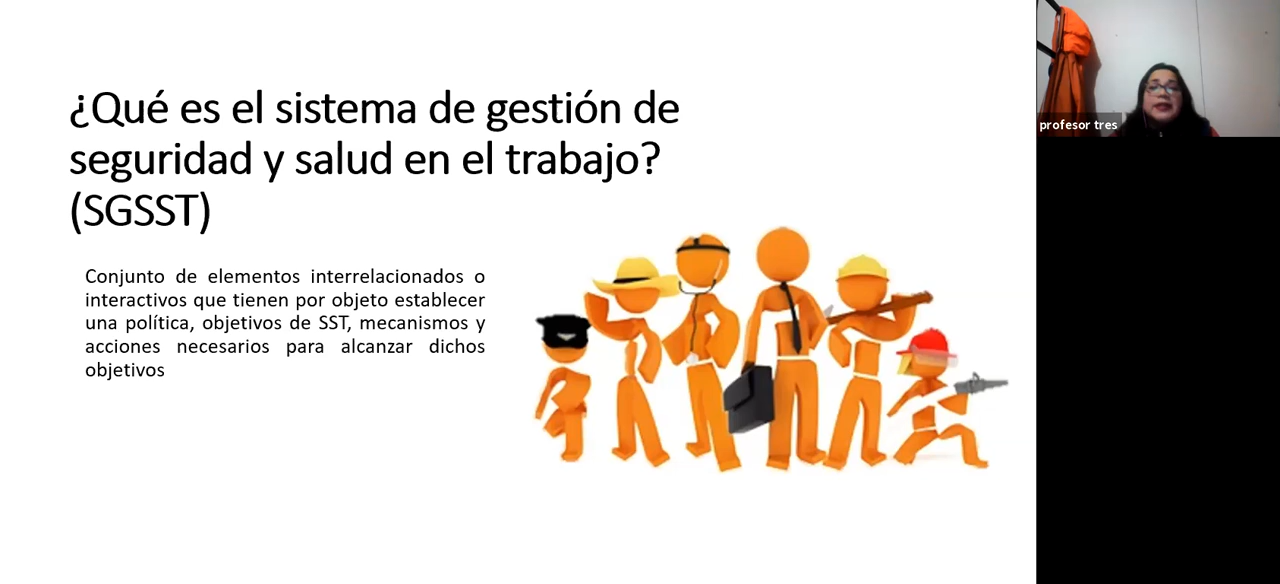 ¿Qué es el sistema de gestión de
seguridad y salud en el trabajo?
(SGSST)
Conjunto de elementos interrelacionados o
interactivos que tienen por objeto establecer
una política, objetivos de SST, mecanismos y
acciones necesarios para alcanzar dichos
objetivos
profesor tres